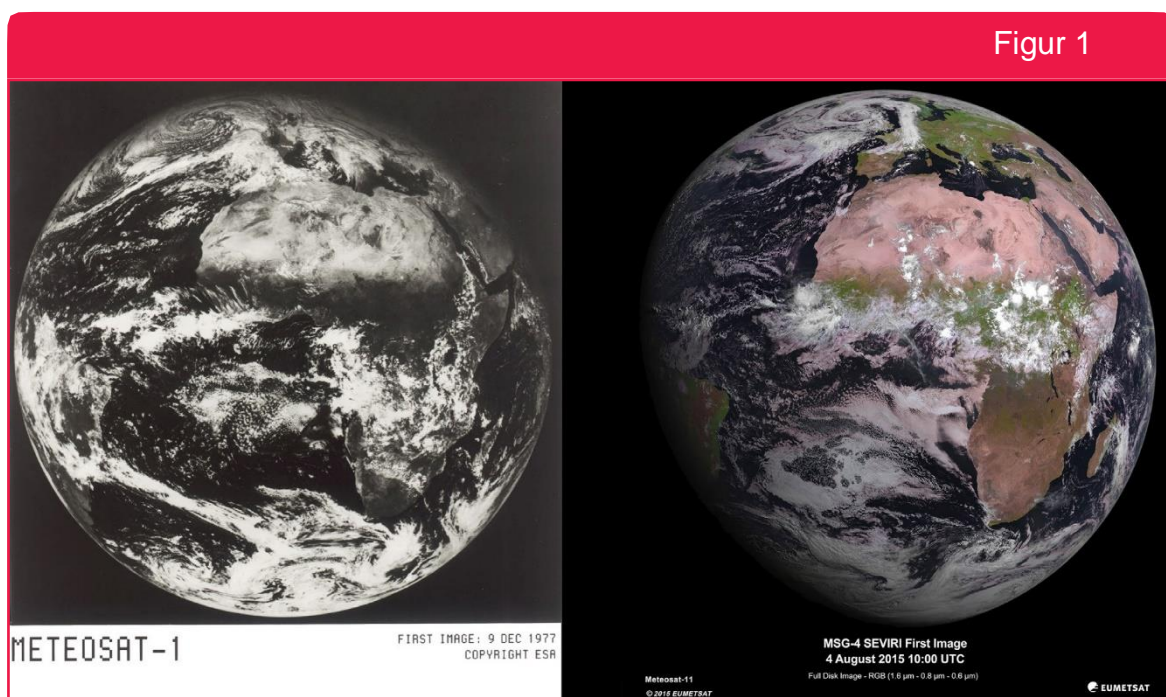 Figur 1
METEOSAT-1
FIRST IMAGE: 9 DEC 1977
COPYRIGHT ESA
MSG-4 SEVIRI First Image
4 August 2015 10:00 UTC
Full Disk Image - RGB (1.6 µm - 0.8 µm - 0.6 µm)
Meteosat-11
© 2015 EUMETSAT
EUMETSAT